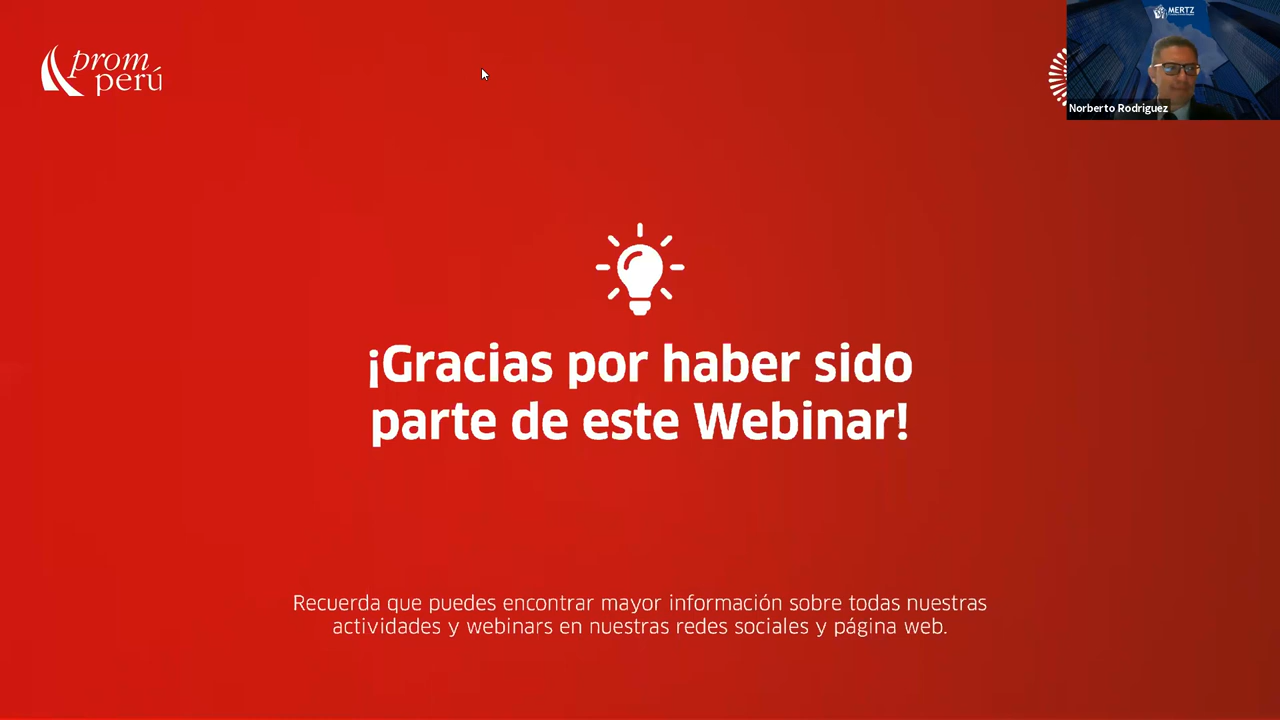 prom
perú
MERTZ
Norberto Rodriguez
¡Gracias por haber sido
parte de este Webinar!
Recuerda que puedes encontrar mayor información sobre todas nuestras
actividades y webinars en nuestras redes sociales y página web.